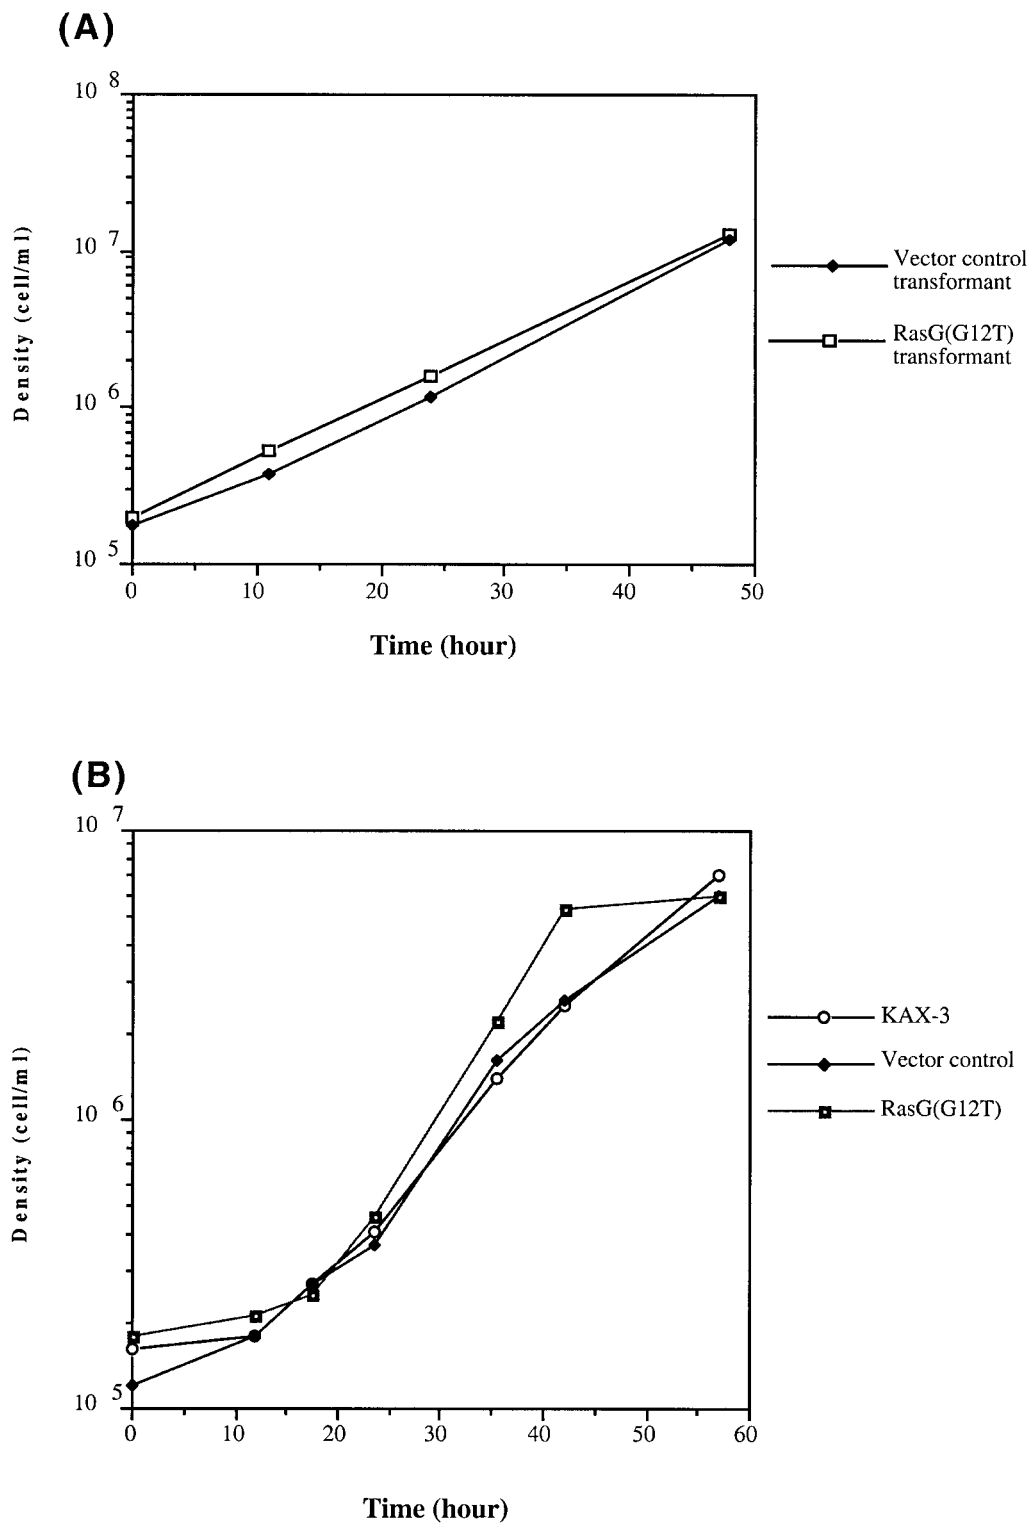 (A)
10 8
10 7
10 6
10 5
Density (cell/ml)
0 10 20 30 40 50
Time (hour)
Vector control
transformant
RasG(G12T)
transformant
(B)
10 7
10 6
10 5
Density (cell/ml)
0 10 20 30 40 50 60
Time (hour)
KAX-3
Vector control
RasG(G12T)